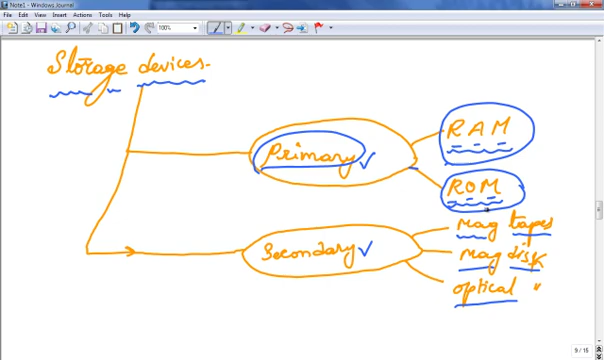 Note1 - Windows Journal
File Edit View Insert Actions Tools Help
100%
Storage devices.
Primary
RAM
ROM
Secondary
mag tapes
mag disk
optical "
9 / 15